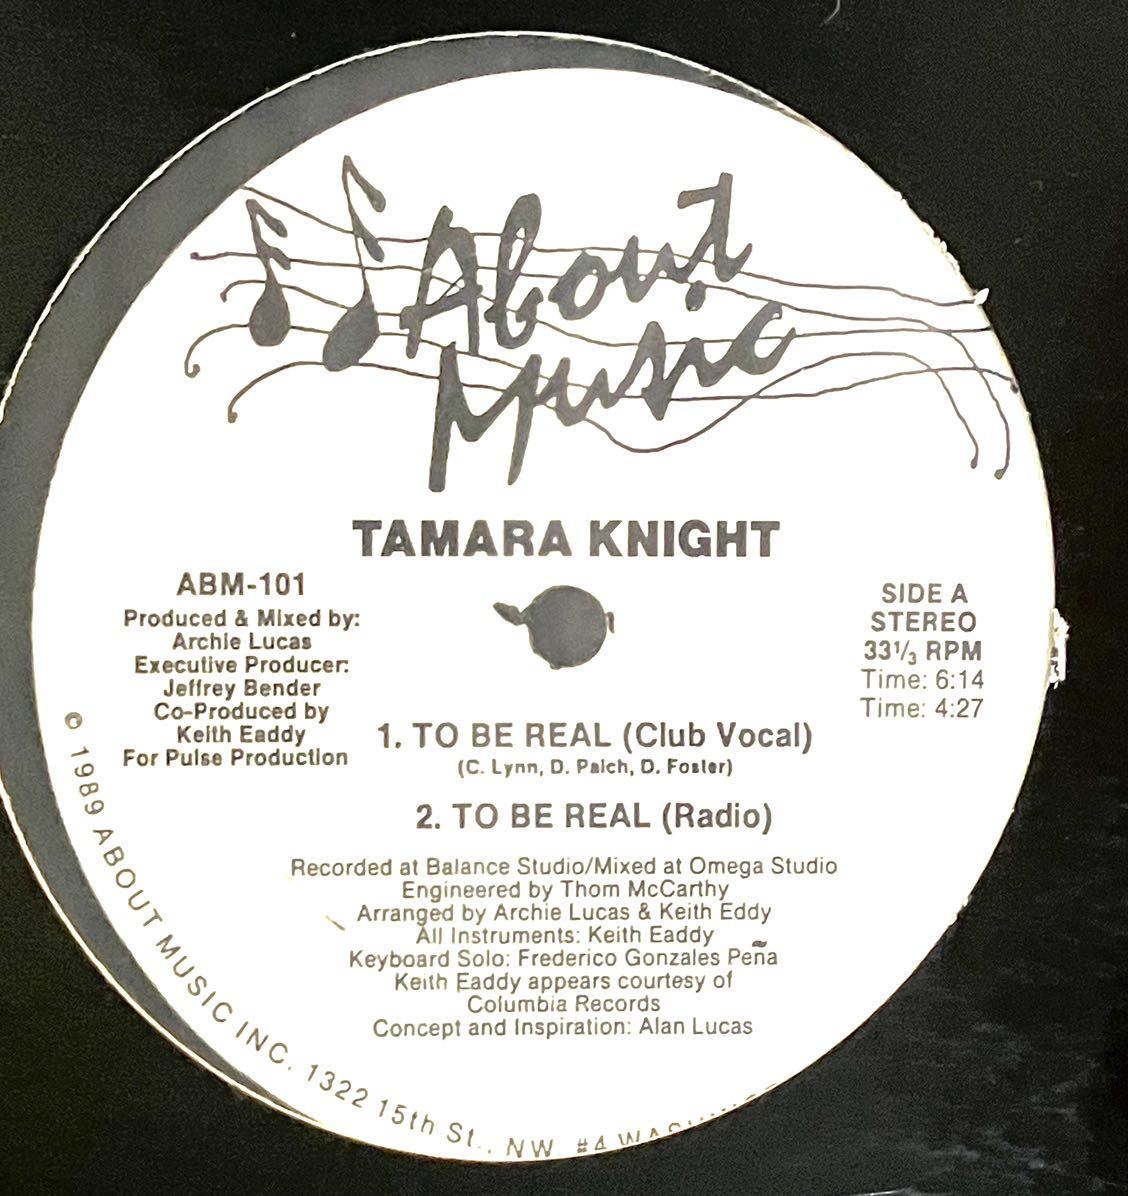 About
Music
TAMARA KNIGHT
ABM-101
Produced & Mixed by:
Archie Lucas
Executive Producer:
Jeffrey Bender
Co-Produced by
Keith Eaddy
For Pulse Production
SIDE A
STEREO
33 1/3 RPM
Time: 6:14
Time: 4:27
1. TO BE REAL (Club Vocal)
(C. Lynn, D. Paich, D. Foster)
2. TO BE REAL (Radio)
Recorded at Balance Studio/Mixed at Omega Studio
Engineered by Thom McCarthy
Arranged by Archie Lucas & Keith Eddy
All Instruments: Keith Eaddy
Keyboard Solo: Frederico Gonzales Peña
Keith Eaddy appears courtesy of
Columbia Records
Concept and Inspiration: Alan Lucas
© 1989 ABOUT MUSIC INC. 1322 15th St., NW #4